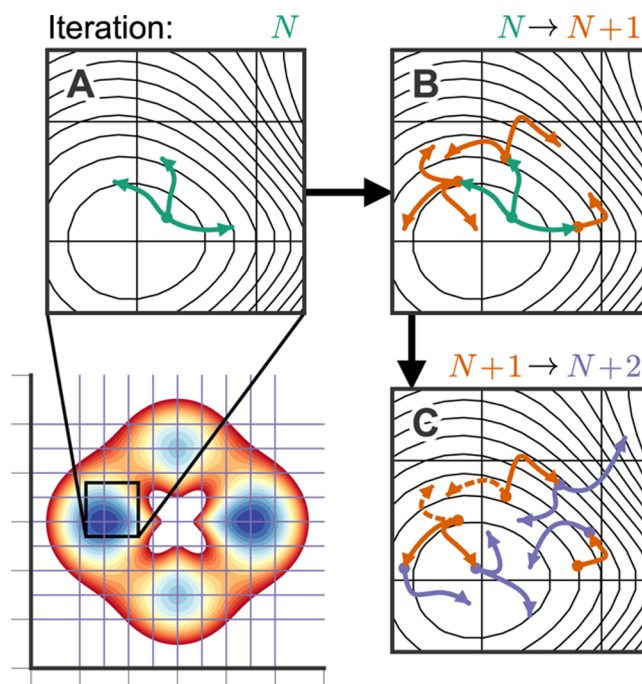 Iteration: N N → N+1
A B
N+1 → N+2
C